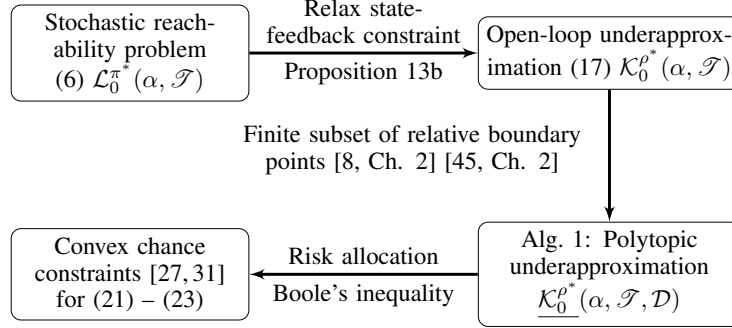 Stochastic reach-
ability problem
(6) $\mathcal{L}_0^{\pi^*}(\alpha, \mathscr{T})$
Relax state-
feedback constraint
Proposition 13b
Open-loop underapprox-
imation (17) $\mathcal{K}_0^{\rho^*}(\alpha, \mathscr{T})$
Finite subset of relative boundary
points [8, Ch. 2] [45, Ch. 2]
Alg. 1: Polytopic
underapproximation
$\underline{\mathcal{K}_0^{\rho^*}}(\alpha, \mathscr{T}, \mathcal{D})$
Risk allocation
Boole's inequality
Convex chance
constraints [27, 31]
for (21) – (23)